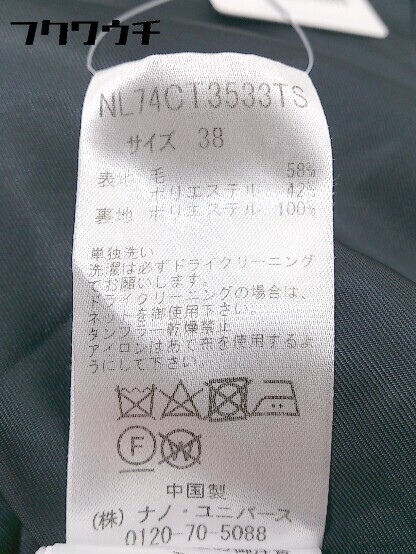 フクワウチ
NL74CT3533TS
サイズ 38
表地 毛 58%
ポリエステル 42%
裏地 ポリエステル 100%
単独洗い
洗濯は必ずドライクリーニング
でお願いします。
ドライクリーニングの場合は、
ネットを御使用下さい。
タンブラー乾燥禁止
アイロンはあて布を使用するよ
うにして下さい。
F
W
中国製
(株) ナノ・ユニバース
0120-70-5088